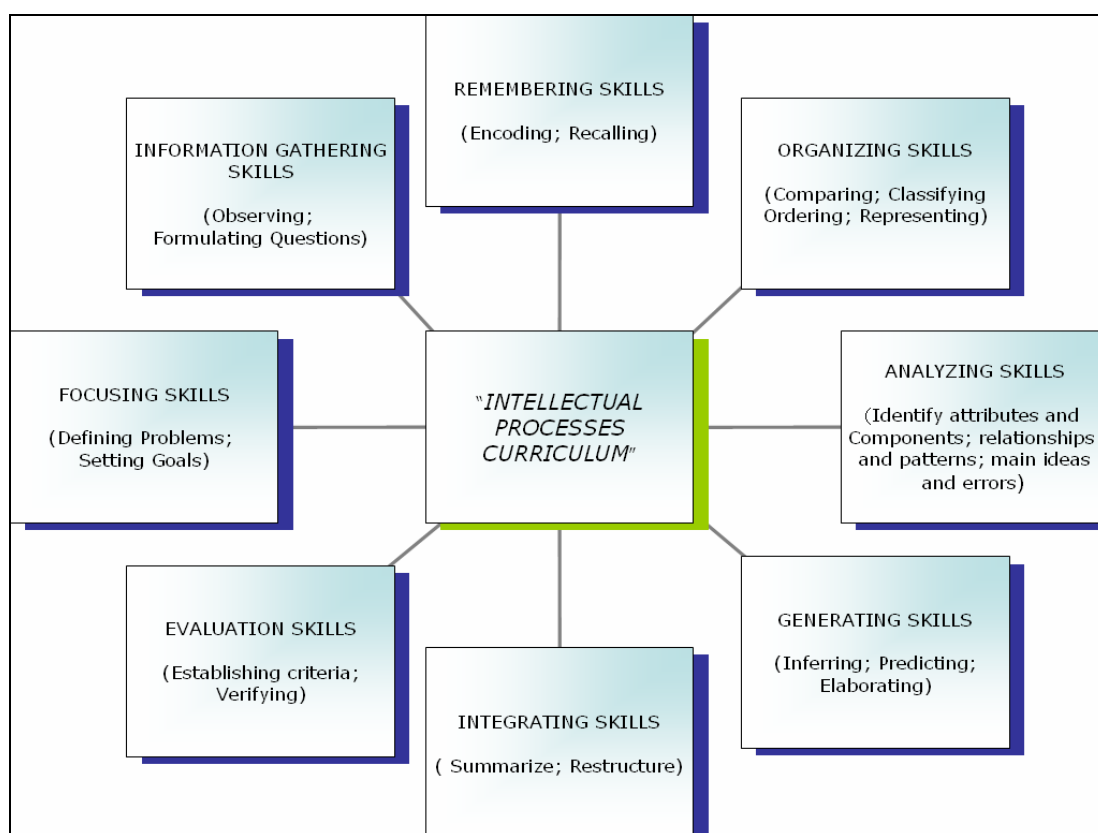 REMEMBERING SKILLS
(Encoding; Recalling)
INFORMATION GATHERING
SKILLS
(Observing;
Formulating Questions)
ORGANIZING SKILLS
(Comparing; Classifying
Ordering; Representing)
FOCUSING SKILLS
(Defining Problems;
Setting Goals)
"INTELLECTUAL
PROCESSES
CURRICULUM"
ANALYZING SKILLS
(Identify attributes and
Components; relationships
and patterns; main ideas
and errors)
EVALUATION SKILLS
(Establishing criteria;
Verifying)
GENERATING SKILLS
(Inferring; Predicting;
Elaborating)
INTEGRATING SKILLS
( Summarize; Restructure)